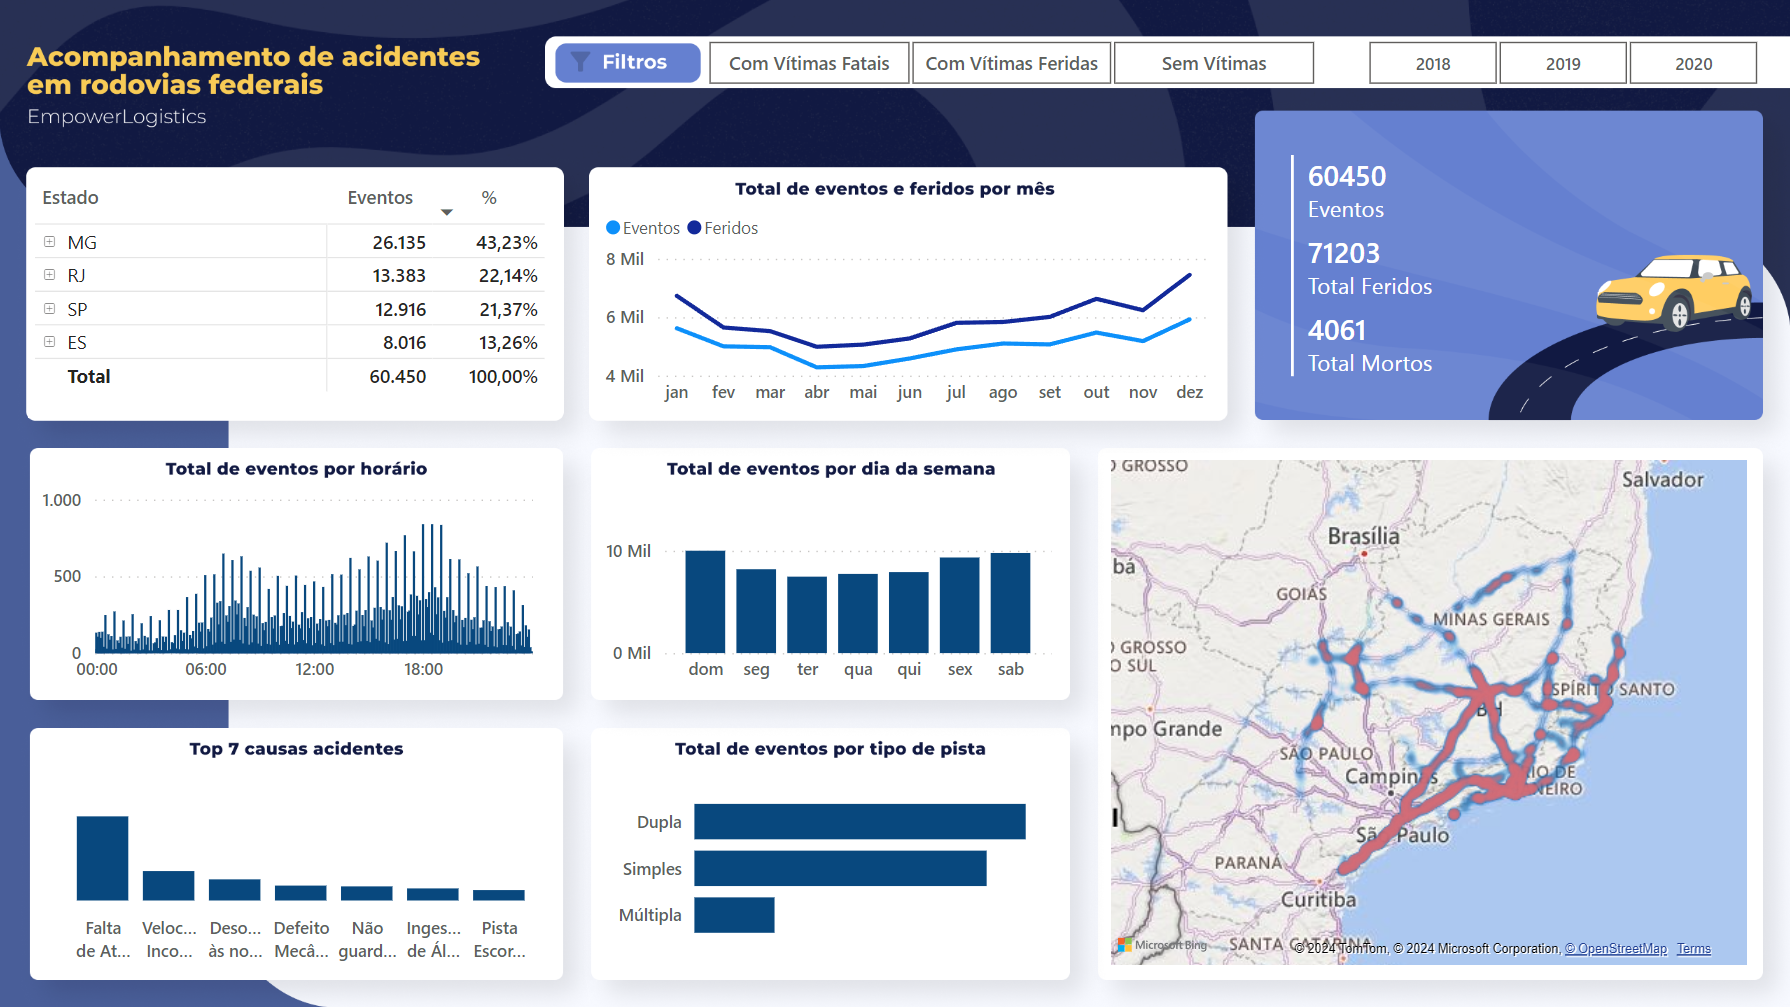 Acompanhamento de acidentes
em rodovias federais
EmpowerLogistics
Filtros
Com Vítimas Fatais
Com Vítimas Feridas
Sem Vítimas
2018
2019
2020
Estado Eventos %
MG 26.135 43,23%
RJ 13.383 22,14%
SP 12.916 21,37%
ES 8.016 13,26%
Total 60.450 100,00%
Total de eventos e feridos por mês
Eventos Feridos
8 Mil
6 Mil
4 Mil
jan fev mar abr mai jun jul ago set out nov dez
60450
Eventos
71203
Total Feridos
4061
Total Mortos
Total de eventos por horário
1.000
500
0
00:00 06:00 12:00 18:00
Total de eventos por dia da semana
10 Mil
0 Mil
dom seg ter qua qui sex sab
Top 7 causas acidentes
Falta Veloc... Deso... Defeito Não Inges... Pista
de At... Inco... às no... Mecâ... guard... de Ál... Escor...
Total de eventos por tipo de pista
Dupla
Simples
Múltipla
GROSSO
Salvador
Brasília
bá
GOIÁS
MINAS GERAIS
GROSSO
SUL
SPÍRITO SANTO
BH
mpo Grande
SÃO PAULO
Campinas
IO DE
NEIRO
São Paulo
PARANÁ
Curitiba
SANTA CATARINA
Microsoft Bing
© 2024 TomTom, © 2024 Microsoft Corporation, © OpenStreetMap Terms